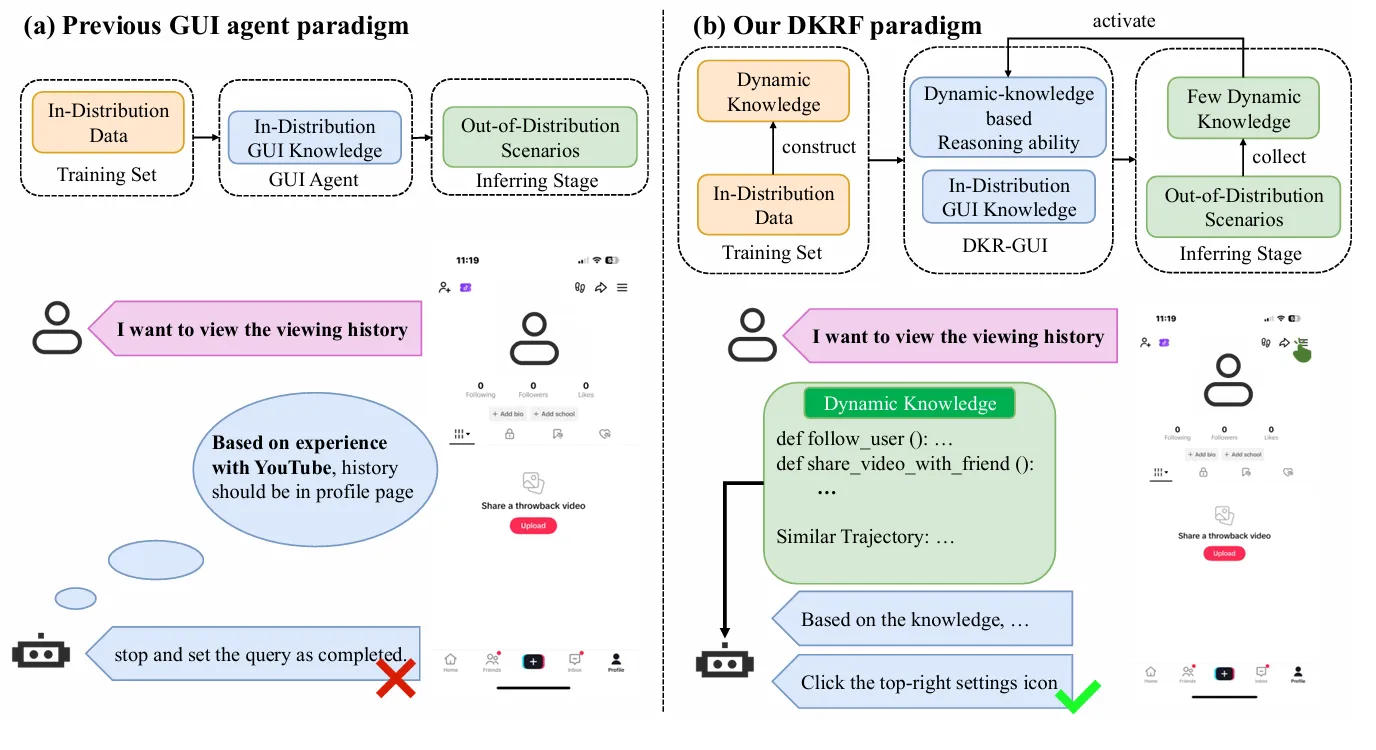 (a) Previous GUI agent paradigm
In-Distribution
Data
Training Set
In-Distribution
GUI Knowledge
GUI Agent
Out-of-Distribution
Scenarios
Inferring Stage
I want to view the viewing history
Based on experience
with YouTube, history
should be in profile page
stop and set the query as completed.
11:19
0
0
0
Following
Followers
Likes
+ Add bio
+ Add school
Share a throwback video
Upload
Home
Friends
Inbox
Profile
(b) Our DKRF paradigm
activate
Dynamic
Knowledge
construct
In-Distribution
Data
Training Set
Dynamic-knowledge
based
Reasoning ability
In-Distribution
GUI Knowledge
DKR-GUI
Few Dynamic
Knowledge
collect
Out-of-Distribution
Scenarios
Inferring Stage
I want to view the viewing history
Dynamic Knowledge
def follow_user (): …
def share_video_with_friend ():
…
Similar Trajectory: …
Based on the knowledge, …
Click the top-right settings icon
11:19
0
0
0
Following
Followers
Likes
+ Add bio
+ Add school
Share a throwback video
Upload
Home
Friends
Inbox
Profile